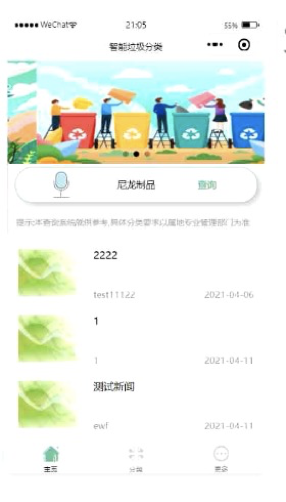 WeChat 21:05 55%
智能垃圾分类
尼龙制品 查询
提示:本查询系统提供参考,具体分类要求以属地专业管理部门为准
2222
test11122 2021-04-06
1
1 2021-04-11
测试新闻
ewf 2021-04-11
主页 分类 更多